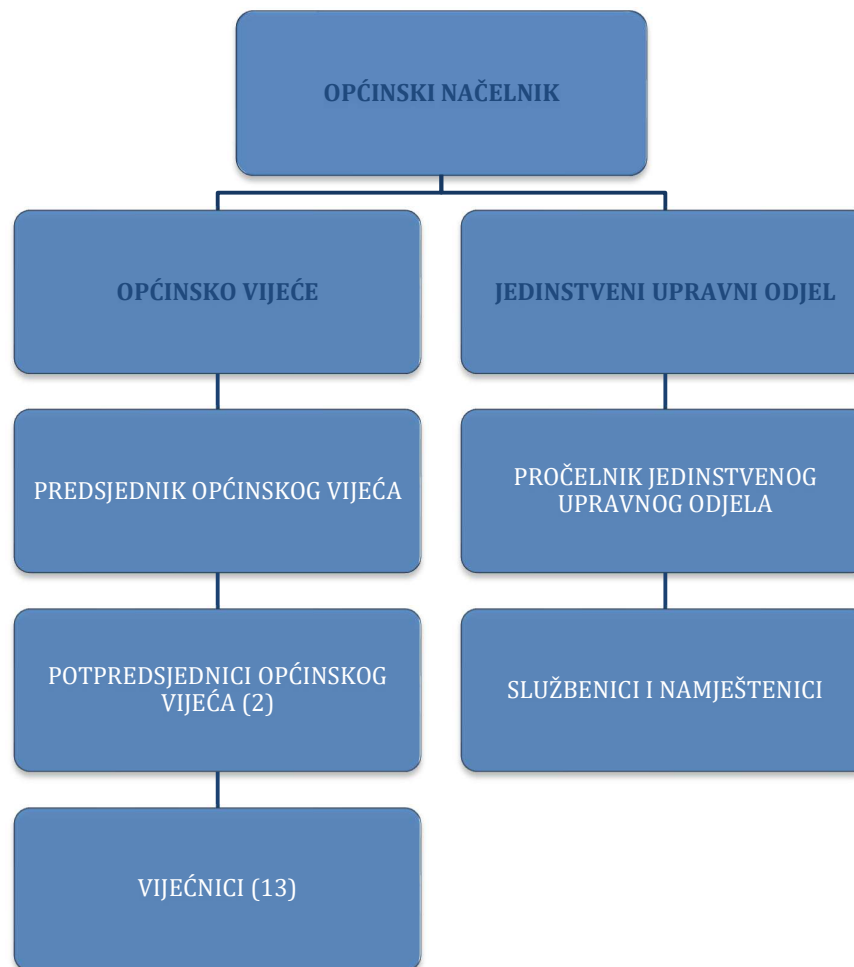 OPĆINSKI NAČELNIK
OPĆINSKO VIJEĆE
JEDINSTVENI UPRAVNI ODJEL
PREDSJEDNIK OPĆINSKOG VIJEĆA
PROČELNIK JEDINSTVENOG
UPRAVNOG ODJELA
POTPREDSJEDNICI OPĆINSKOG
VIJEĆA (2)
SLUŽBENICI I NAMJEŠTENICI
VIJEĆNICI (13)